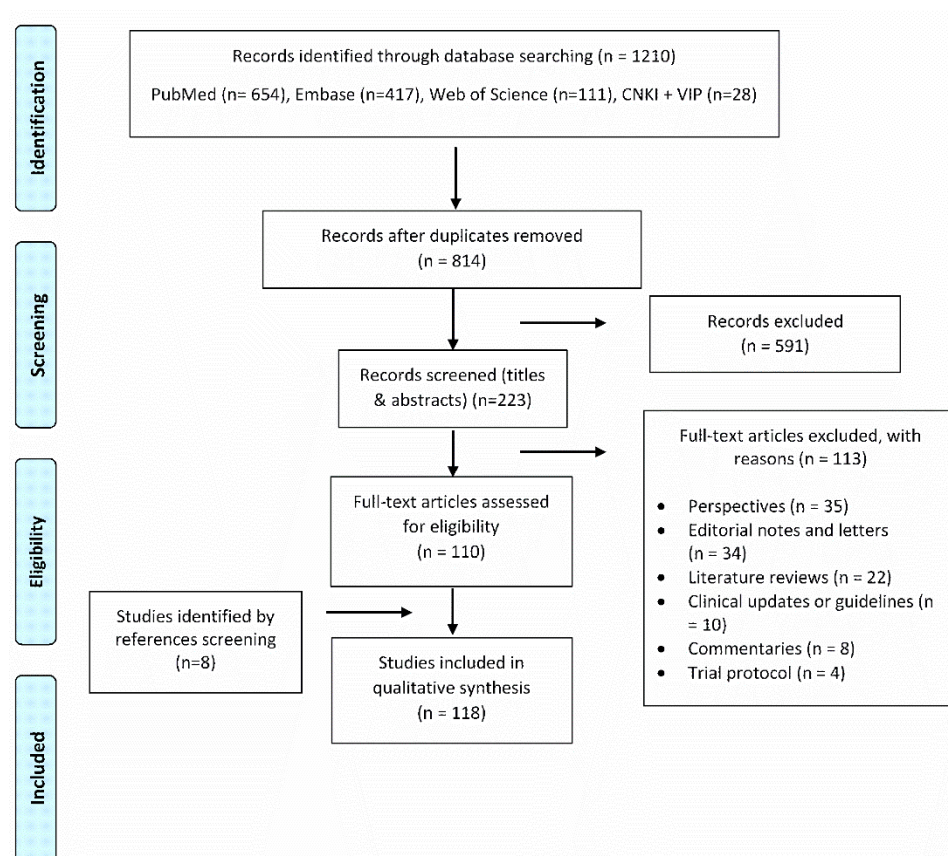 Identification
Records identified through database searching (n = 1210)
PubMed (n= 654), Embase (n=417), Web of Science (n=111), CNKI + VIP (n=28)
Records after duplicates removed
(n = 814)
Screening
Records excluded
(n = 591)
Records screened (titles
& abstracts) (n=223)
Full-text articles excluded, with
reasons (n = 113)
• Perspectives (n = 35)
• Editorial notes and letters
(n = 34)
• Literature reviews (n = 22)
• Clinical updates or guidelines (n
= 10)
• Commentaries (n = 8)
• Trial protocol (n = 4)
Eligibility
Full-text articles assessed
for eligibility
(n = 110)
Studies identified by
references screening
(n=8)
Studies included in
qualitative synthesis
(n = 118)
Included